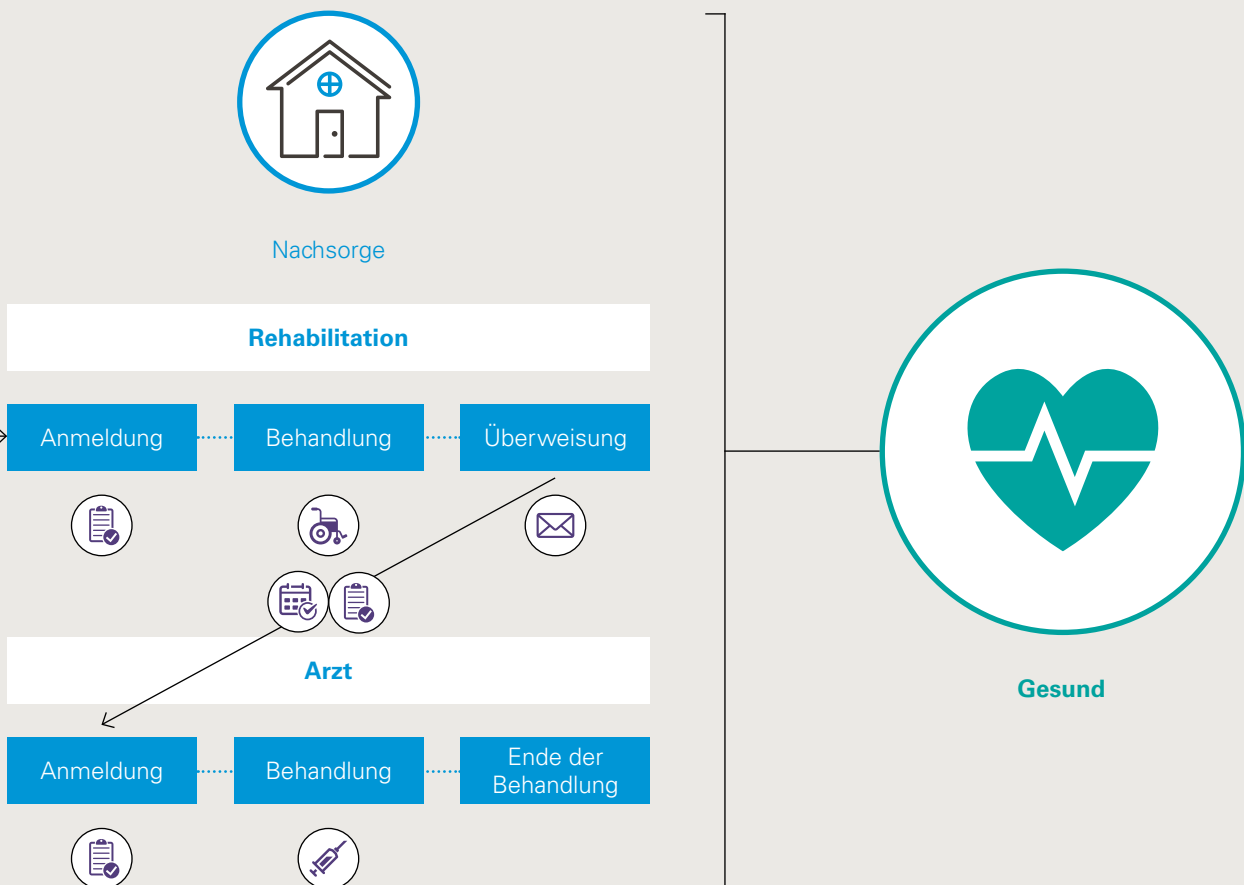 Nachsorge
Rehabilitation
Anmeldung
Behandlung
Überweisung
Arzt
Anmeldung
Behandlung
Ende der
Behandlung
Gesund